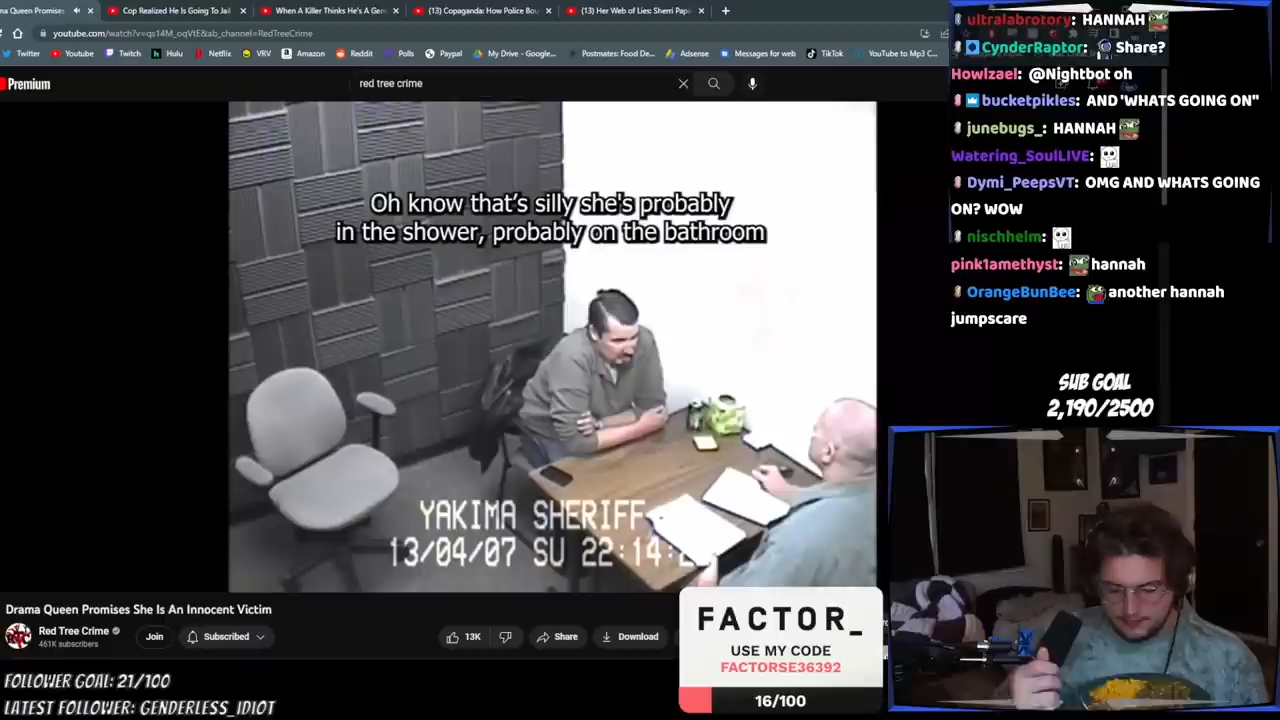 ma Queen Promises
Cop Realized He Is Going To Jail
When A Killer Thinks He's A Gen
(13) Copaganda: How Police Bou
(13) Her Web of Lies: Sherri Pap
youtube.com/watch?v=qs14M_oqVtE&ab_channel=RedTreeCrime
Twitter
YouTube
Twitch
Hulu
Netflix
VRV
Amazon
Reddit
Polls
Paypal
My Drive - Google...
Postmates: Food De...
Adsense
Messages for web
TikTok
YouTube to Mp3 C...
Premium
red tree crime
Oh know that's silly she's probably
in the shower, probably on the bathroom
YAKIMA SHERIFF
13/04/07 SU 22:14:2
Drama Queen Promises She Is An Innocent Victim
Red Tree Crime
451K subscribers
Join
Subscribed
13K
Share
Download
FOLLOWER GOAL: 21/100
LATEST FOLLOWER: GENDERLESS_IDIOT
FACTOR_
USE MY CODE
FACTORSE36392
16/100
ultralabrotory: HANNAH
CynderRaptor: Share?
Howlzael: @Nightbot oh
bucketpikles: AND 'WHATS GOING ON"
junebugs_: HANNAH
Watering_SoulLIVE:
Dymi_PeepsVT: OMG AND WHATS GOING
ON? WOW
nischhelm:
pink1amethyst: hannah
OrangeBunBee: another hannah
jumpscare
SUB GOAL
2,190/2500